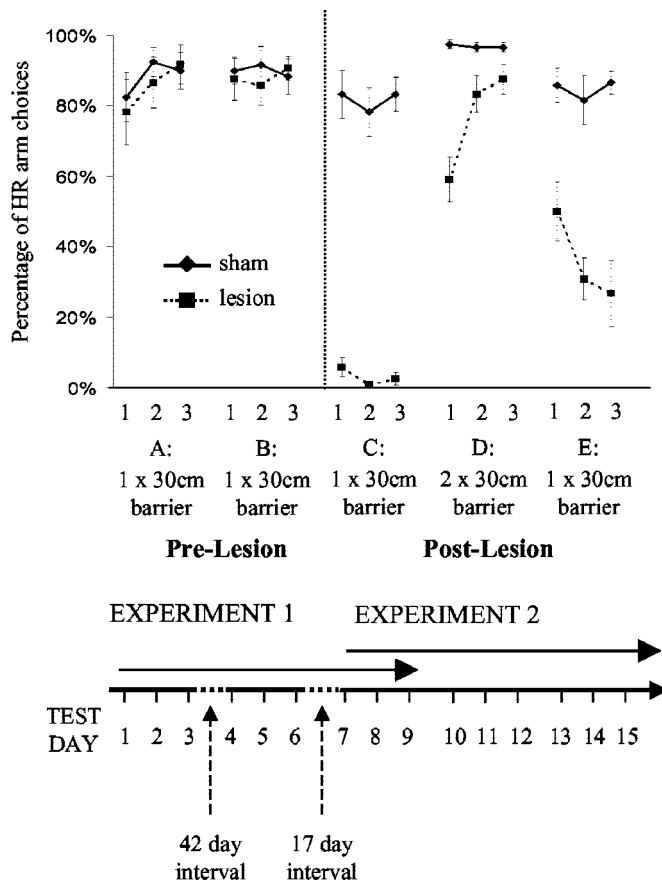 100%
80%
60%
40%
20%
0%
Percentage of HR arm choices
sham
lesion
1 2 3 1 2 3 1 2 3 1 2 3 1 2 3
A: B: C: D: E:
1 x 30cm 1 x 30cm 1 x 30cm 2 x 30cm 1 x 30cm
barrier barrier barrier barrier barrier
Pre-Lesion Post-Lesion
EXPERIMENT 1 EXPERIMENT 2
TEST
DAY
1 2 3 4 5 6 7 8 9 10 11 12 13 14 15
42 day 17 day
interval interval